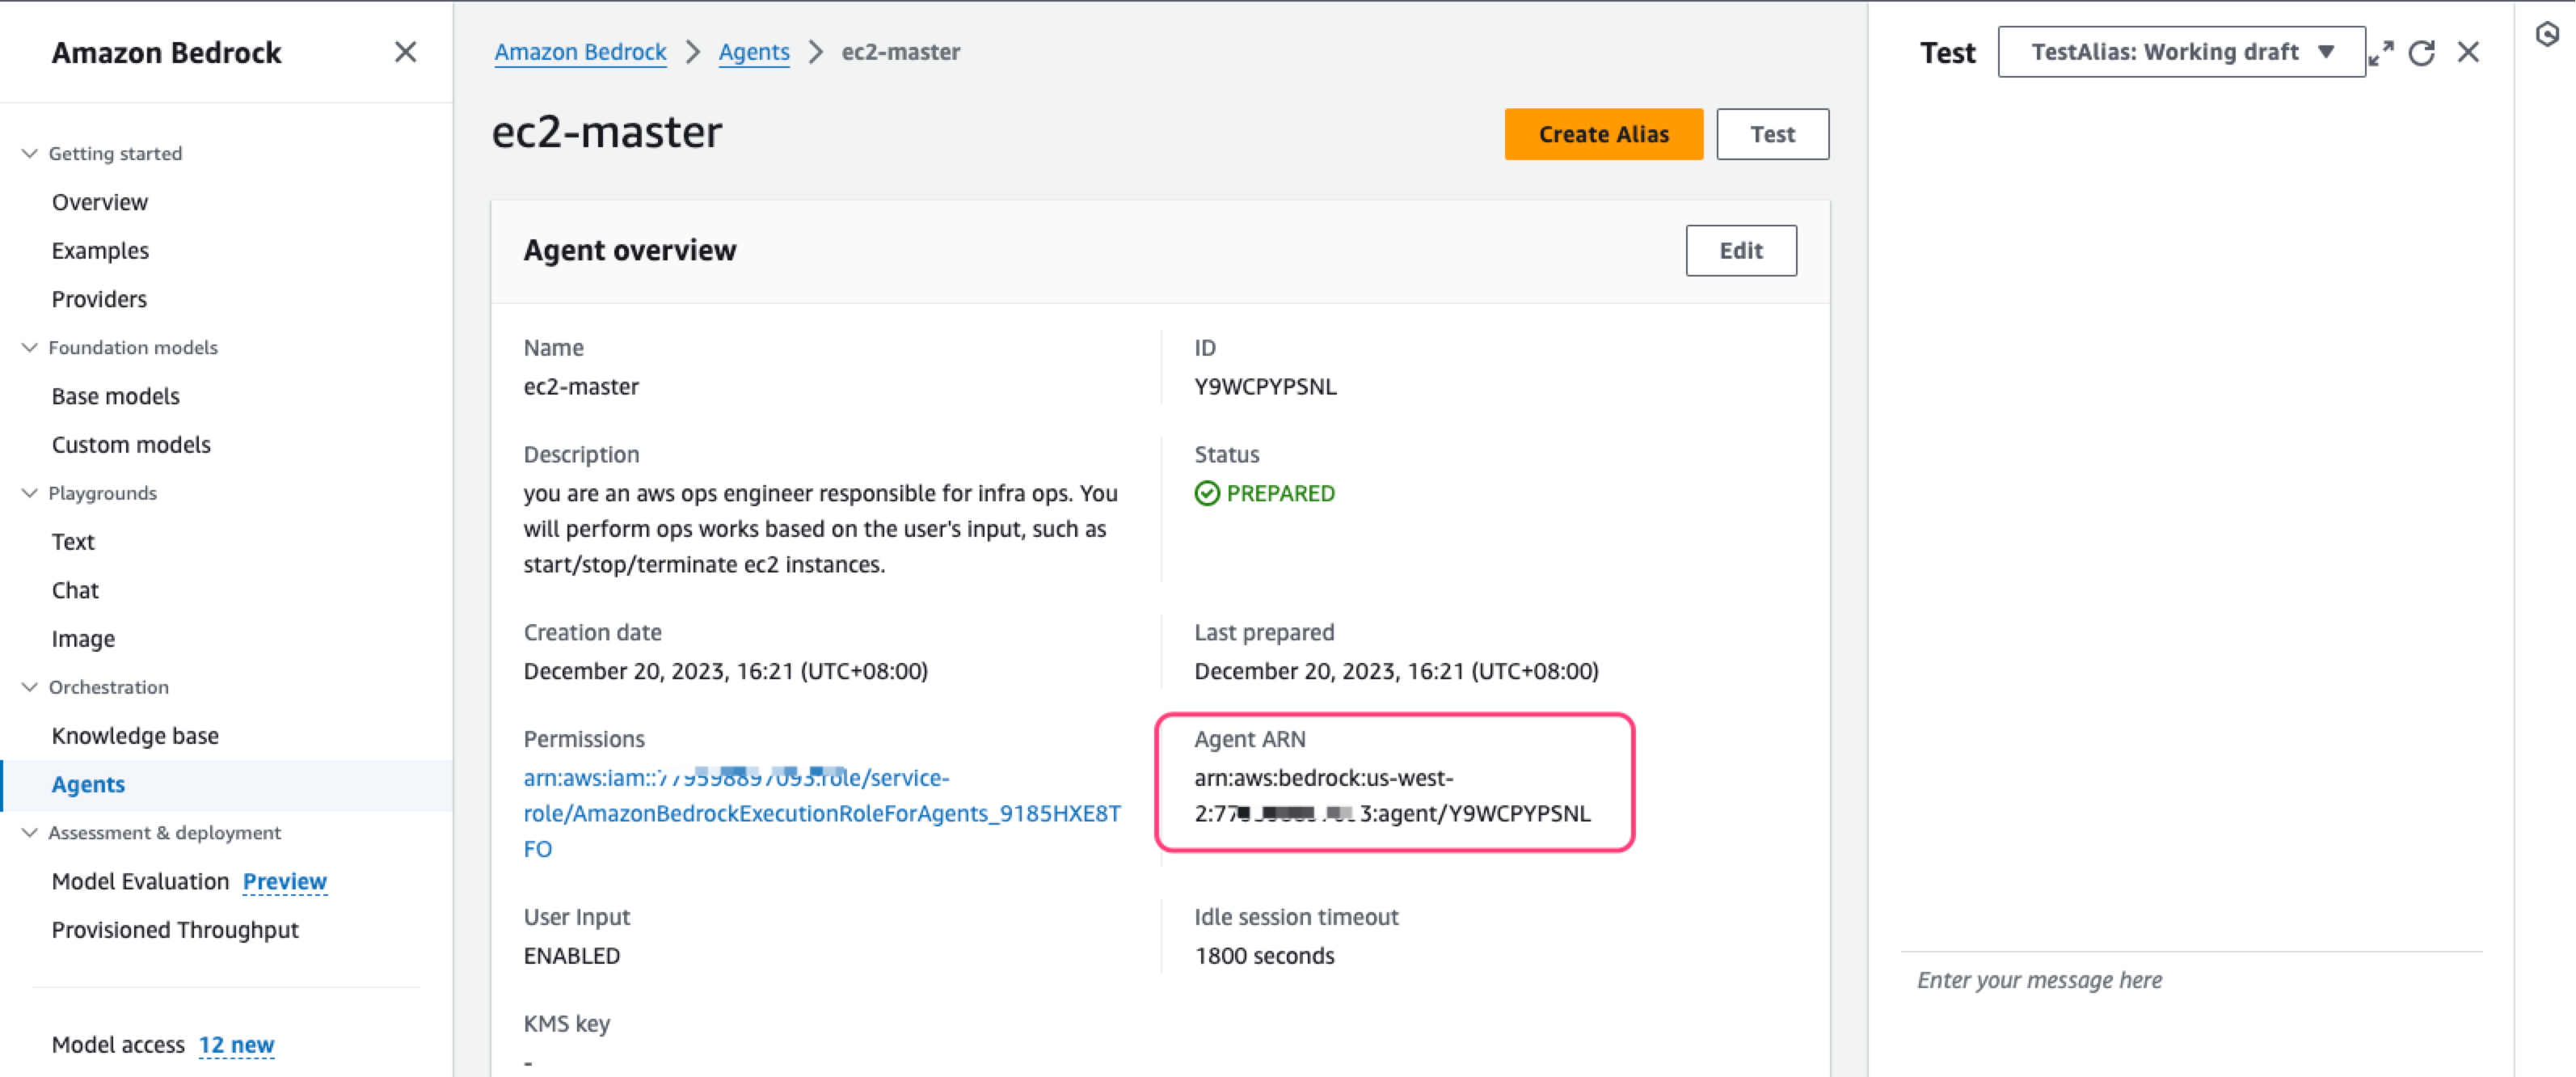 Amazon Bedrock
Getting started
Overview
Examples
Providers
Foundation models
Base models
Custom models
Playgrounds
Text
Chat
Image
Orchestration
Knowledge base
Agents
Assessment & deployment
Model Evaluation Preview
Provisioned Throughput
Model access 12 new
Amazon Bedrock > Agents > ec2-master
ec2-master
Create Alias
Test
Agent overview
Edit
Name
ec2-master
ID
Y9WCPYPSNL
Description
you are an aws ops engineer responsible for infra ops. You
will perform ops works based on the user's input, such as
start/stop/terminate ec2 instances.
Status
PREPARED
Creation date
December 20, 2023, 16:21 (UTC+08:00)
Last prepared
December 20, 2023, 16:21 (UTC+08:00)
Permissions
arn:aws:iam:: role/service-
role/AmazonBedrockExecutionRoleForAgents_9185HXE8T
FO
Agent ARN
arn:aws:bedrock:us-west-
2:77 3:agent/Y9WCPYPSNL
User Input
ENABLED
Idle session timeout
1800 seconds
KMS key
-
Test
TestAlias: Working draft
Enter your message here